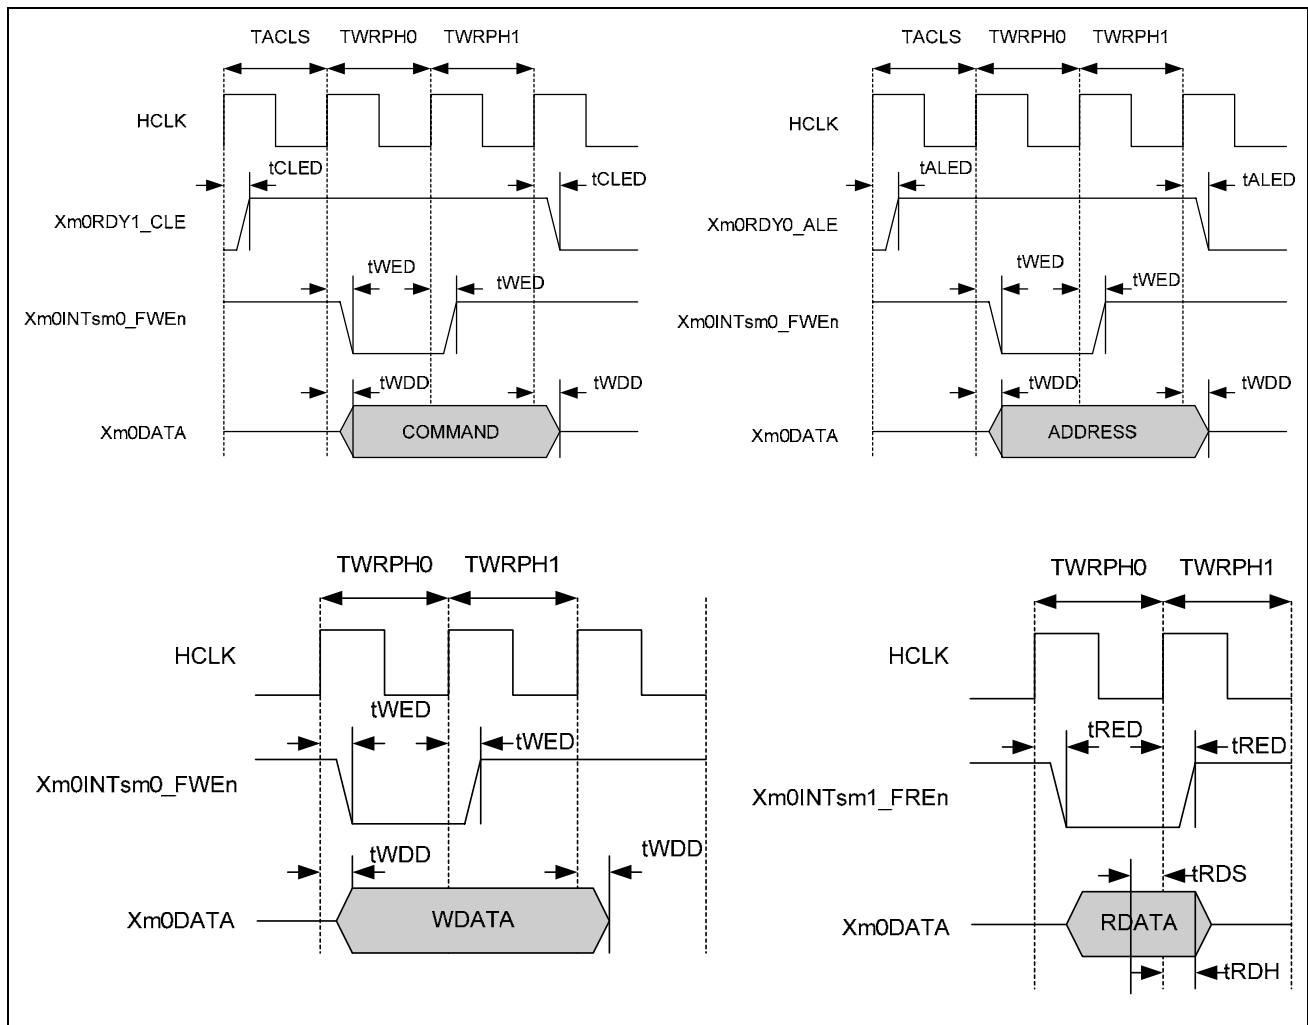 TACLS TWRPH0 TWRPH1
HCLK
tCLED
tCLED
Xm0RDY1_CLE
tWED
tWED
Xm0INTsm0_FWEn
tWDD
tWDD
Xm0DATA
COMMAND
TACLS TWRPH0 TWRPH1
HCLK
tALED
tALED
Xm0RDY0_ALE
tWED
tWED
Xm0INTsm0_FWEn
tWDD
tWDD
Xm0DATA
ADDRESS
TWRPH0 TWRPH1
HCLK
tWED
tWED
Xm0INTsm0_FWEn
tWDD
tWDD
Xm0DATA
WDATA
TWRPH0 TWRPH1
HCLK
tRED
tRED
Xm0INTsm1_FREn
tRDS
Xm0DATA
RDATA
tRDH